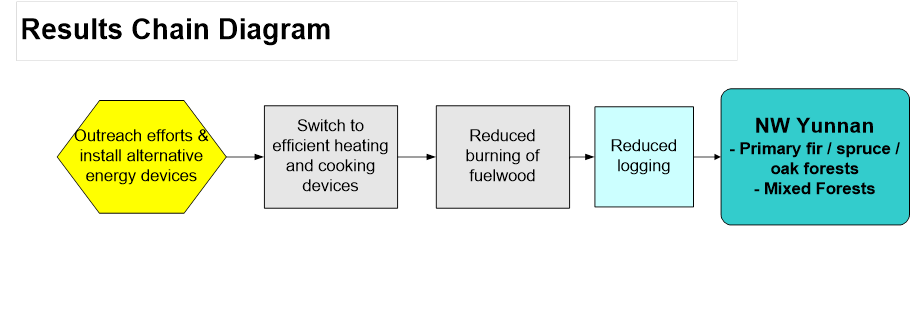 Results Chain Diagram
Outreach efforts &
install alternative
energy devices
Switch to
efficient heating
and cooking
devices
Reduced
burning of
fuelwood
Reduced
logging
NW Yunnan
- Primary fir / spruce /
oak forests
- Mixed Forests